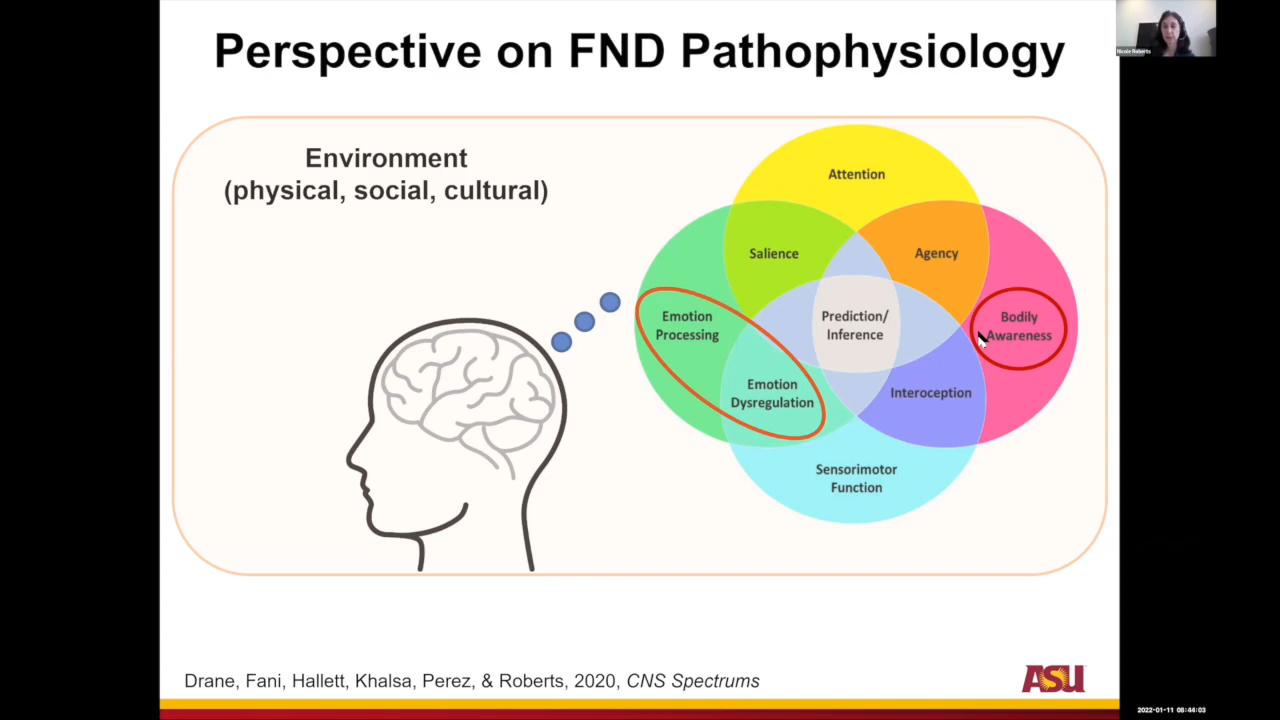 Perspective on FND Pathophysiology
Nicole Roberts
Environment
(physical, social, cultural)
Attention
Salience
Agency
Emotion
Processing
Prediction/
Inference
Bodily
Awareness
Emotion
Dysregulation
Interoception
Sensorimotor
Function
Drane, Fani, Hallett, Khalsa, Perez, & Roberts, 2020, CNS Spectrums
ASU
2022-01-11 08:44:03